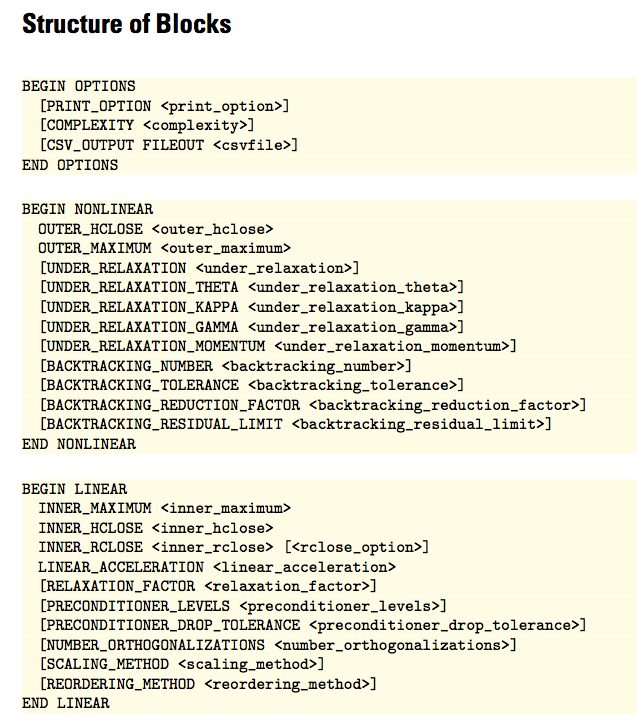 Structure of Blocks
BEGIN OPTIONS
[PRINT_OPTION <print_option>]
[COMPLEXITY <complexity>]
[CSV_OUTPUT FILEOUT <csvfile>]
END OPTIONS
BEGIN NONLINEAR
OUTER_HCLOSE <outer_hclose>
OUTER_MAXIMUM <outer_maximum>
[UNDER_RELAXATION <under_relaxation>]
[UNDER_RELAXATION_THETA <under_relaxation_theta>]
[UNDER_RELAXATION_KAPPA <under_relaxation_kappa>]
[UNDER_RELAXATION_GAMMA <under_relaxation_gamma>]
[UNDER_RELAXATION_MOMENTUM <under_relaxation_momentum>]
[BACKTRACKING_NUMBER <backtracking_number>]
[BACKTRACKING_TOLERANCE <backtracking_tolerance>]
[BACKTRACKING_REDUCTION_FACTOR <backtracking_reduction_factor>]
[BACKTRACKING_RESIDUAL_LIMIT <backtracking_residual_limit>]
END NONLINEAR
BEGIN LINEAR
INNER_MAXIMUM <inner_maximum>
INNER_HCLOSE <inner_hclose>
INNER_RCLOSE <inner_rclose> [<rclose_option>]
LINEAR_ACCELERATION <linear_acceleration>
[RELAXATION_FACTOR <relaxation_factor>]
[PRECONDITIONER_LEVELS <preconditioner_levels>]
[PRECONDITIONER_DROP_TOLERANCE <preconditioner_drop_tolerance>]
[NUMBER_ORTHOGONALIZATIONS <number_orthogonalizations>]
[SCALING_METHOD <scaling_method>]
[REORDERING_METHOD <reordering_method>]
END LINEAR